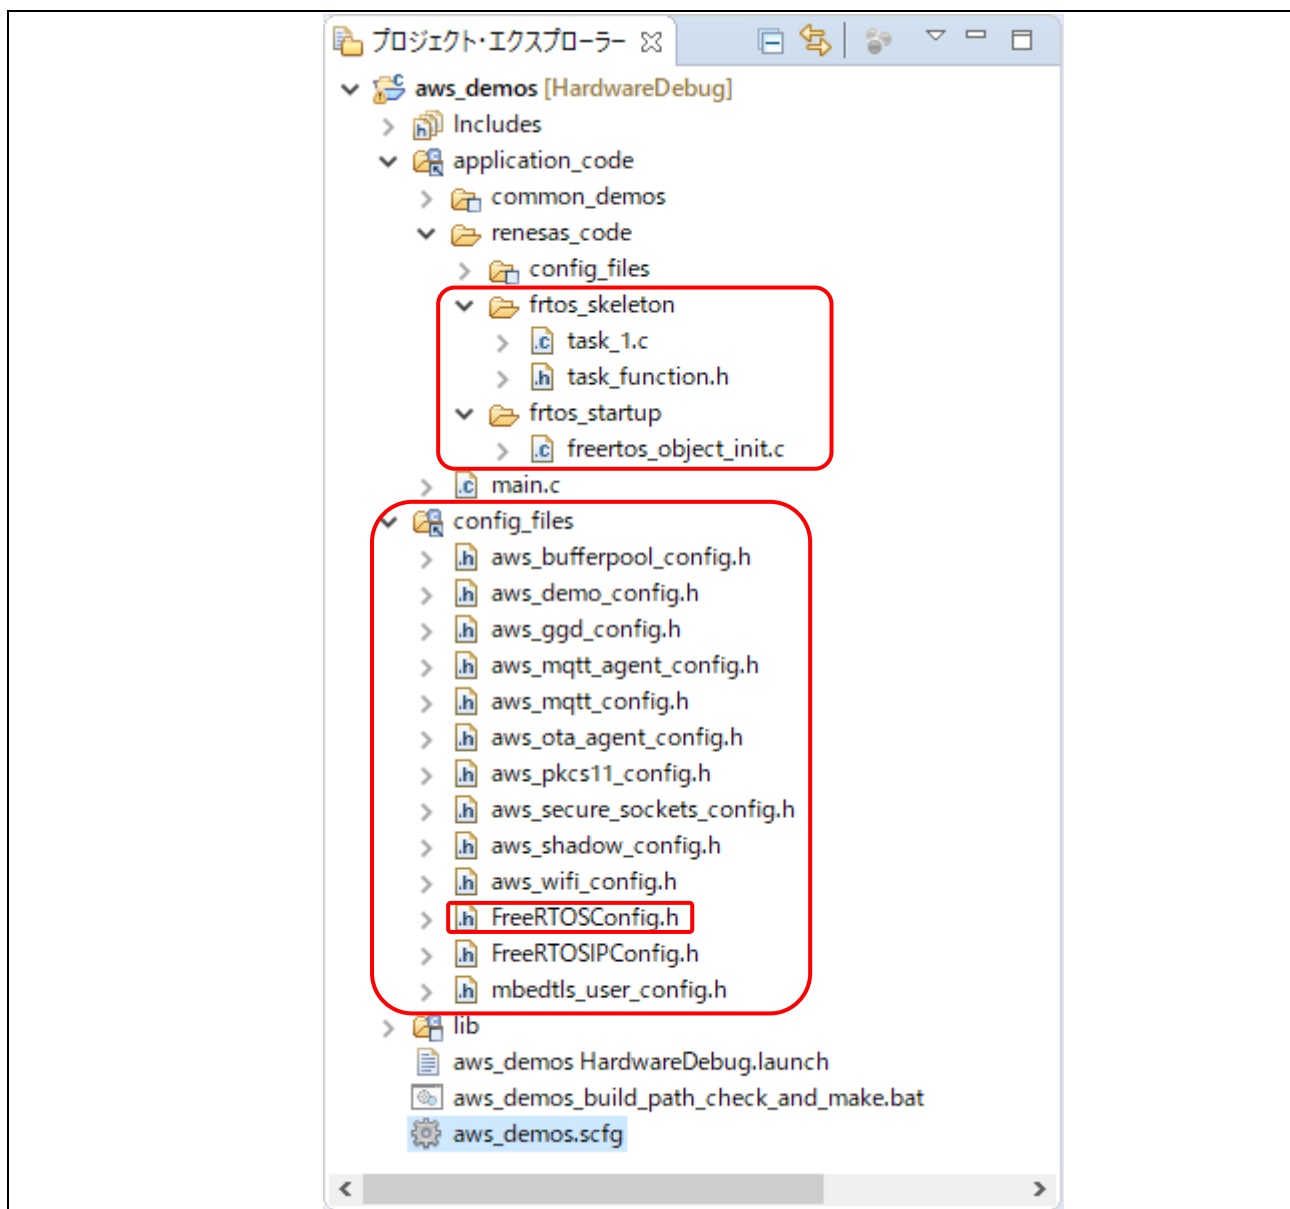 プロジェクト・エクスプローラー
aws_demos [HardwareDebug]
Includes
application_code
common_demos
renesas_code
config_files
frtos_skeleton
task_1.c
task_function.h
frtos_startup
freertos_object_init.c
main.c
config_files
aws_bufferpool_config.h
aws_demo_config.h
aws_ggd_config.h
aws_mqtt_agent_config.h
aws_mqtt_config.h
aws_ota_agent_config.h
aws_pkcs11_config.h
aws_secure_sockets_config.h
aws_shadow_config.h
aws_wifi_config.h
FreeRTOSConfig.h
FreeRTOSIPConfig.h
mbedtls_user_config.h
lib
aws_demos HardwareDebug.launch
aws_demos_build_path_check_and_make.bat
aws_demos.scfg